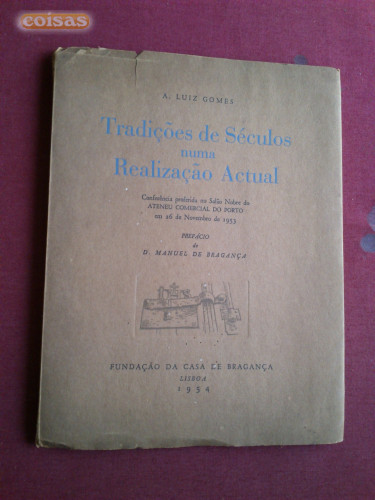 coisas
A. LUIZ GOMES
Tradições de Séculos
numa
Realização Actual
Conferência proferida no Salão Nobre do
ATENEU COMERCIAL DO PORTO
em 26 de Novembro de 1953
PREFÁCIO
de
D. MANUEL DE BRAGANÇA
FUNDAÇÃO DA CASA DE BRAGANÇA
LISBOA
1954